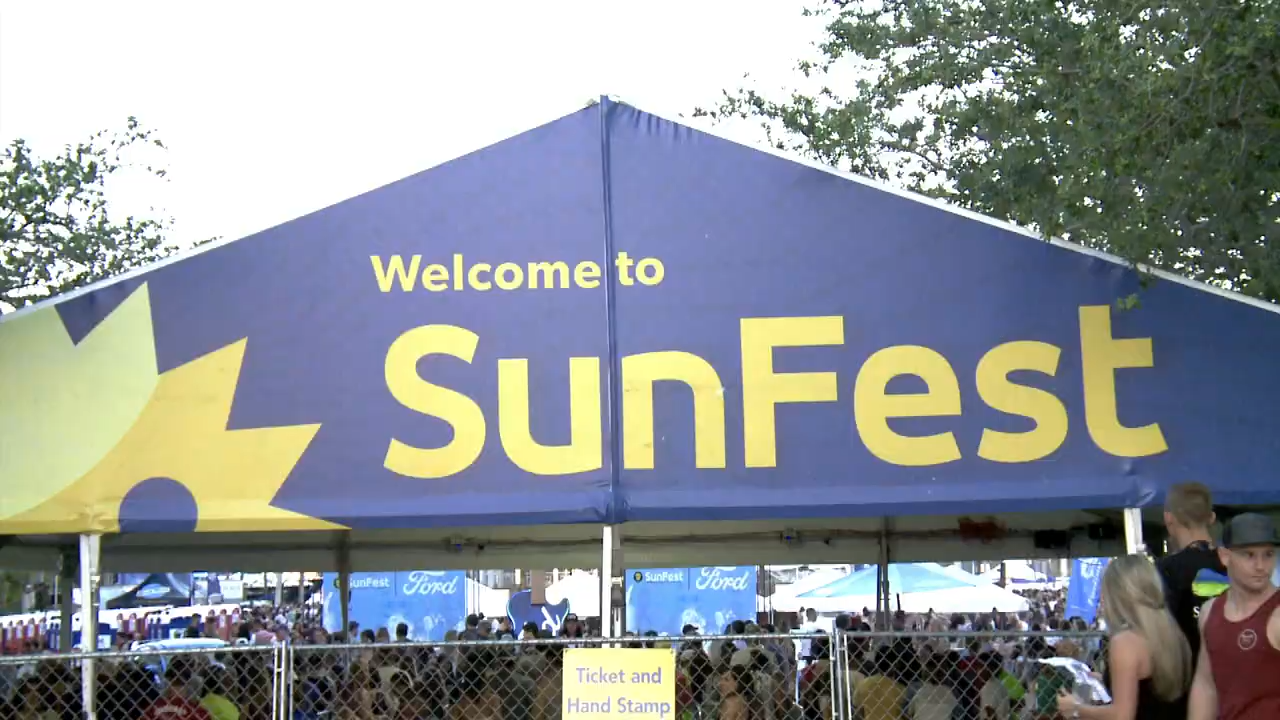 Welcome to
SunFest
SunFest
Ford
SunFest
Ford
Ticket and
Hand Stamp